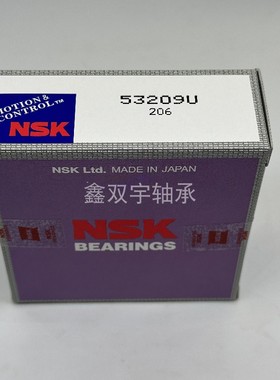 MOTION &
CONTROL™
NSK
53209U
206
NSK Ltd. MADE IN JAPAN
鑫双宇轴承
NSK
BEARINGS